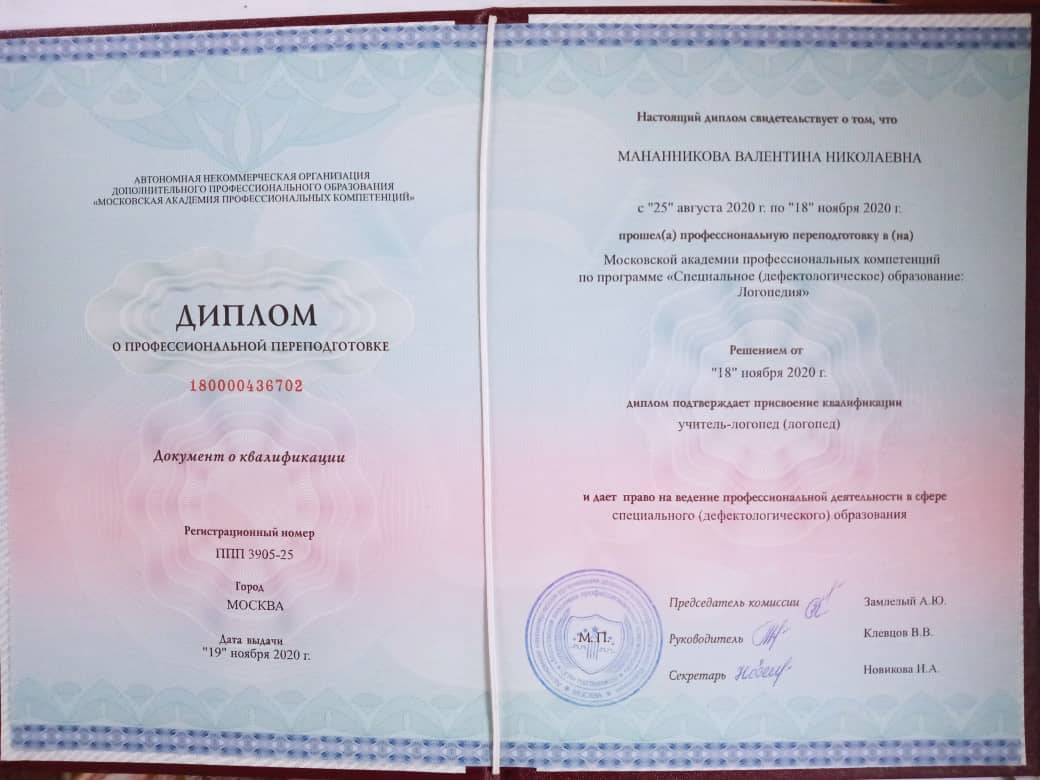 АВТОНОМНАЯ НЕКОММЕРЧЕСКАЯ ОРГАНИЗАЦИЯ
ДОПОЛНИТЕЛЬНОГО ПРОФЕССИОНАЛЬНОГО ОБРАЗОВАНИЯ
«МОСКОВСКАЯ АКАДЕМИЯ ПРОФЕССИОНАЛЬНЫХ КОМПЕТЕНЦИЙ»
ДИПЛОМ
О ПРОФЕССИОНАЛЬНОЙ ПЕРЕПОДГОТОВКЕ
180000436702
Документ о квалификации
Регистрационный номер
ППП 3905-25
Город
МОСКВА
Дата выдачи
"19" ноября 2020 г.
Настоящий диплом свидетельствует о том, что
МАНАННИКОВА ВАЛЕНТИНА НИКОЛАЕВНА
с "25" августа 2020 г. по "18" ноября 2020 г.
прошел(а) профессиональную переподготовку в (на)
Московской академии профессиональных компетенций
по программе «Специальное (дефектологическое) образование:
Логопедия»
Решением от
"18" ноября 2020 г.
диплом подтверждает присвоение квалификации
учитель-логопед (логопед)
и дает право на ведение профессиональной деятельности в сфере
специального (дефектологического) образования
М.П.
Председатель комиссии Замлелый А.Ю.
Руководитель Клевцов В.В.
Секретарь Новикова И.А.